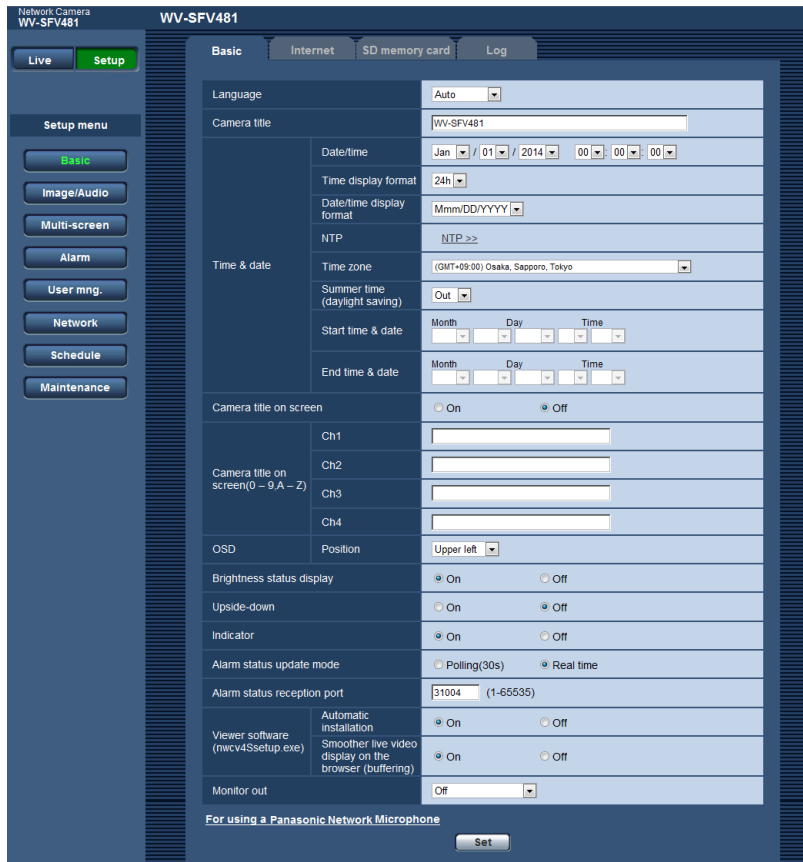 Network Camera
WV-SFV481
WV-SFV481
Live
Setup
Basic
Internet
SD memory card
Log
Setup menu
Basic
Image/Audio
Multi-screen
Alarm
User mng.
Network
Schedule
Maintenance
Language
Auto
Camera title
WV-SFV481
Time & date
Date/time
Jan / 01 / 2014 00 : 00 : 00
Time display format
24h
Date/time display
format
Mmm/DD/YYYY
NTP
NTP >>
Time zone
(GMT+09:00) Osaka, Sapporo, Tokyo
Summer time
(daylight saving)
Out
Start time & date
Month Day Time
End time & date
Month Day Time
Camera title on screen
On Off
Camera title on
screen(0 – 9,A – Z)
Ch1
Ch2
Ch3
Ch4
OSD
Position
Upper left
Brightness status display
On Off
Upside-down
On Off
Indicator
On Off
Alarm status update
mode
Polling(30s) Real time
Alarm status reception port
31004 (1-65535)
Viewer software
(nwcv4Ssetup.exe)
Automatic
installation
On Off
Smoother live video
display on the
browser (buffering)
On Off
Monitor out
Off
For using a Panasonic Network Microphone
Set